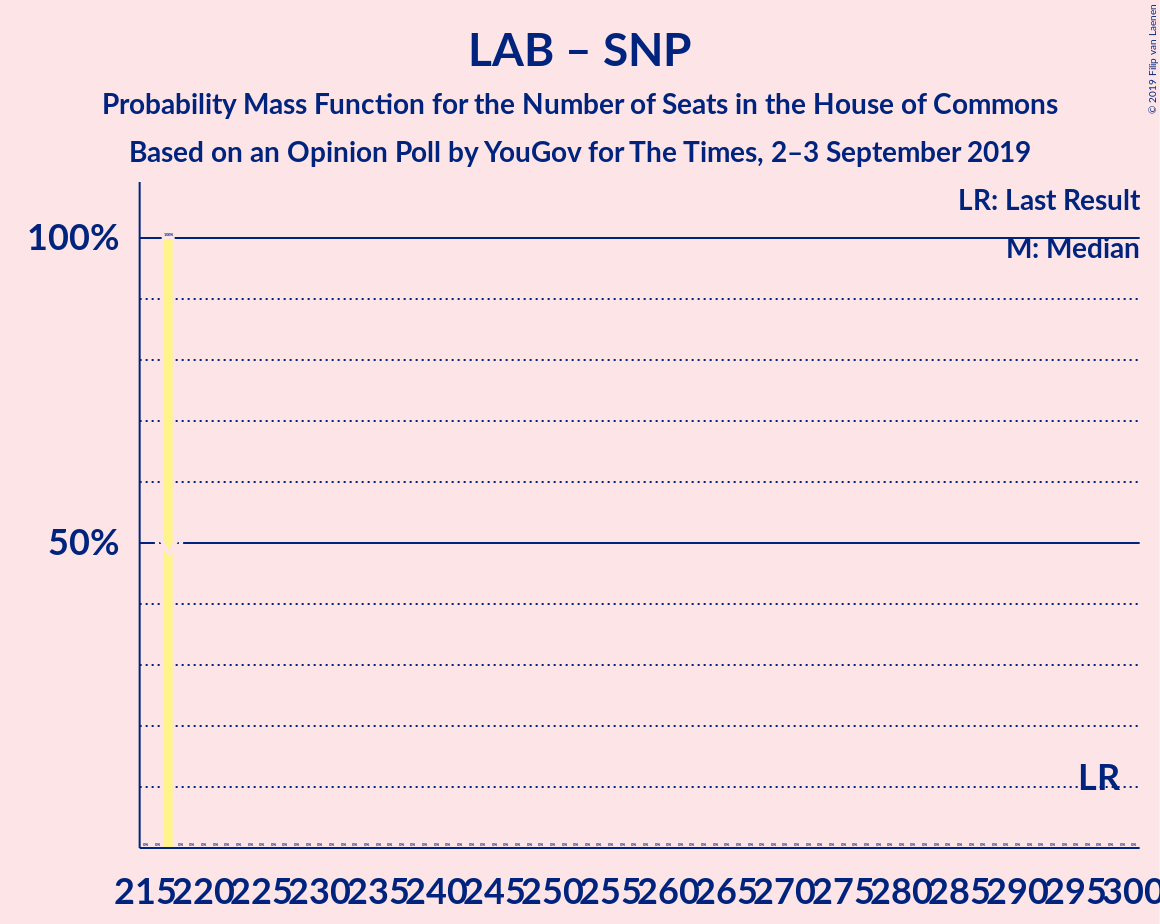 LAB – SNP
Probability Mass Function for the Number of Seats in the House of Commons
Based on an Opinion Poll by YouGov for The Times, 2–3 September 2019
© 2019 Filip van Laenen
LR: Last Result
M: Median
100%
50%
100%
LR
215 220 225 230 235 240 245 250 255 260 265 270 275 280 285 290 295 300